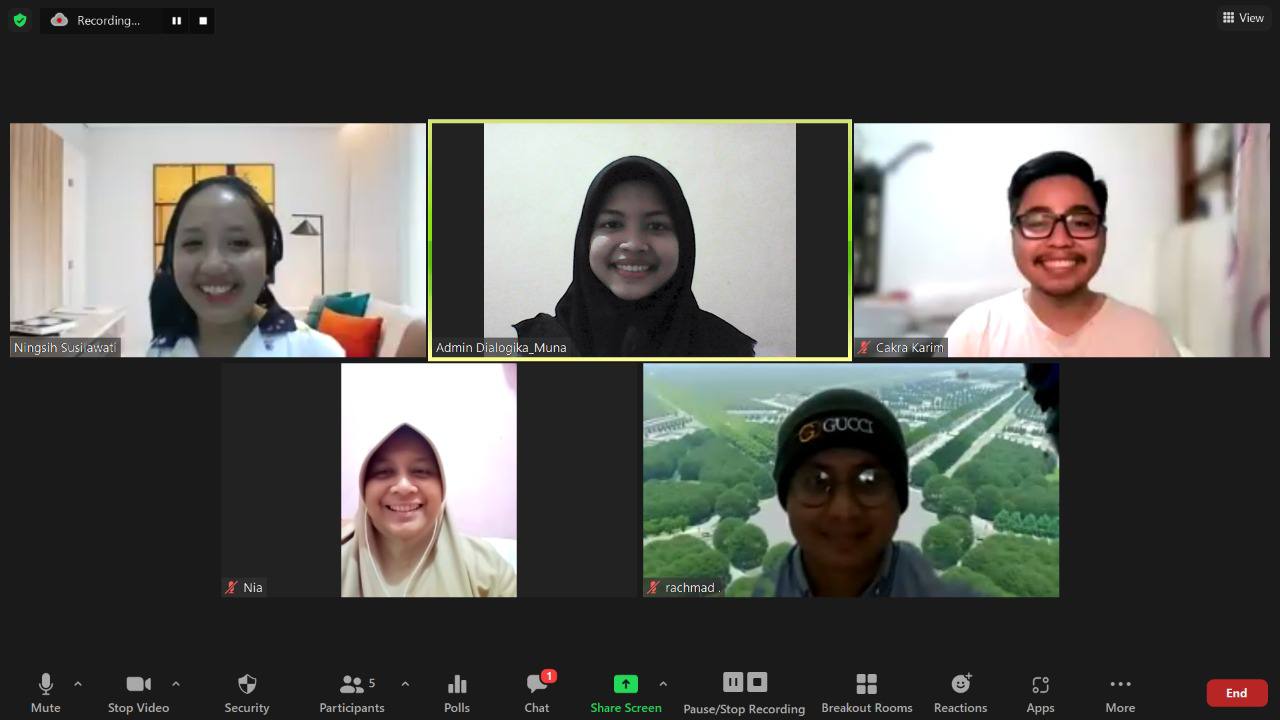 Recording...
View
Ningsih Susilawati
Admin Dialogika_Muna
Cakra Karim
GUCCI
Nia
rachmad .
5
1
Mute
Stop Video
Security
Participants
Polls
Chat
Share Screen
Pause/Stop Recording
Breakout Rooms
Reactions
Apps
More
End